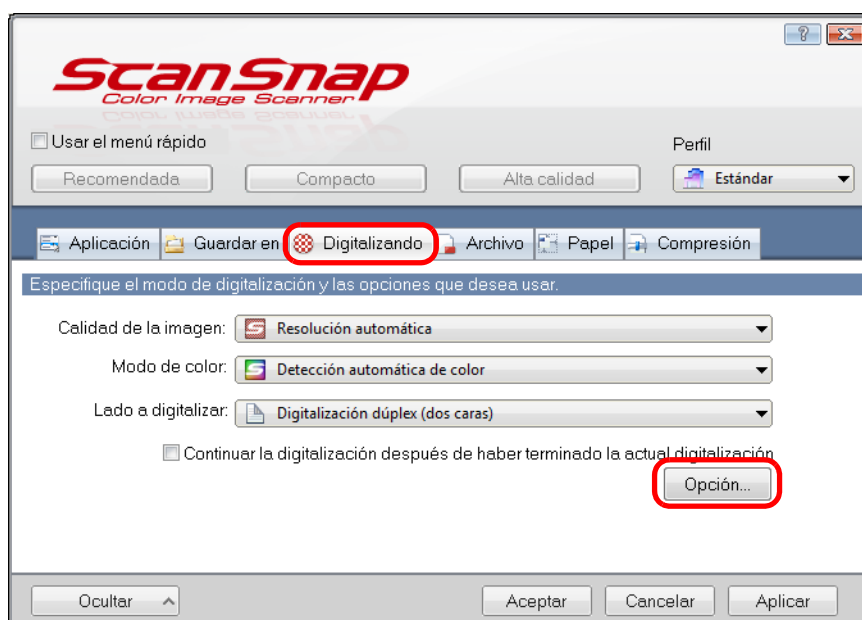 ScanSnap
Color Image Scanner
Usar el menú rápido
Perfil
Recomendada Compacto Alta calidad Estándar
Aplicación Guardar en Digitalizando Archivo Papel Compresión
Especifique el modo de digitalización y las opciones que desea usar.
Calidad de la imagen: Resolución automática
Modo de color: Detección automática de color
Lado a digitalizar: Digitalización dúplex (dos caras)
Continuar la digitalización después de haber terminado la actual digitalización
Opción...
Ocultar Aceptar Cancelar Aplicar